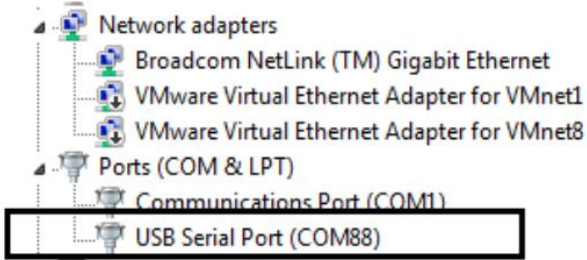 Network adapters
Broadcom NetLink (TM) Gigabit Ethernet
VMware Virtual Ethernet Adapter for VMnet1
VMware Virtual Ethernet Adapter for VMnet8
Ports (COM & LPT)
Communications Port (COM1)
USB Serial Port (COM88)